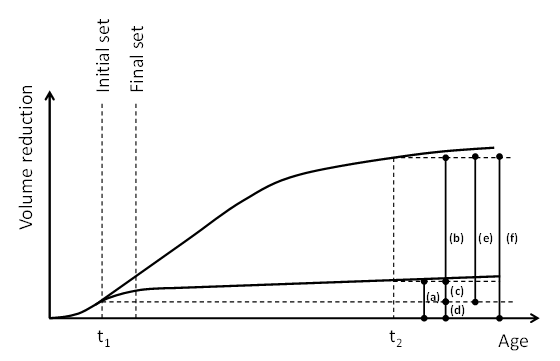 Initial set
Final set
Volume reduction
(b)
(e)
(f)
(a)
(c)
(d)
t1
t2
Age